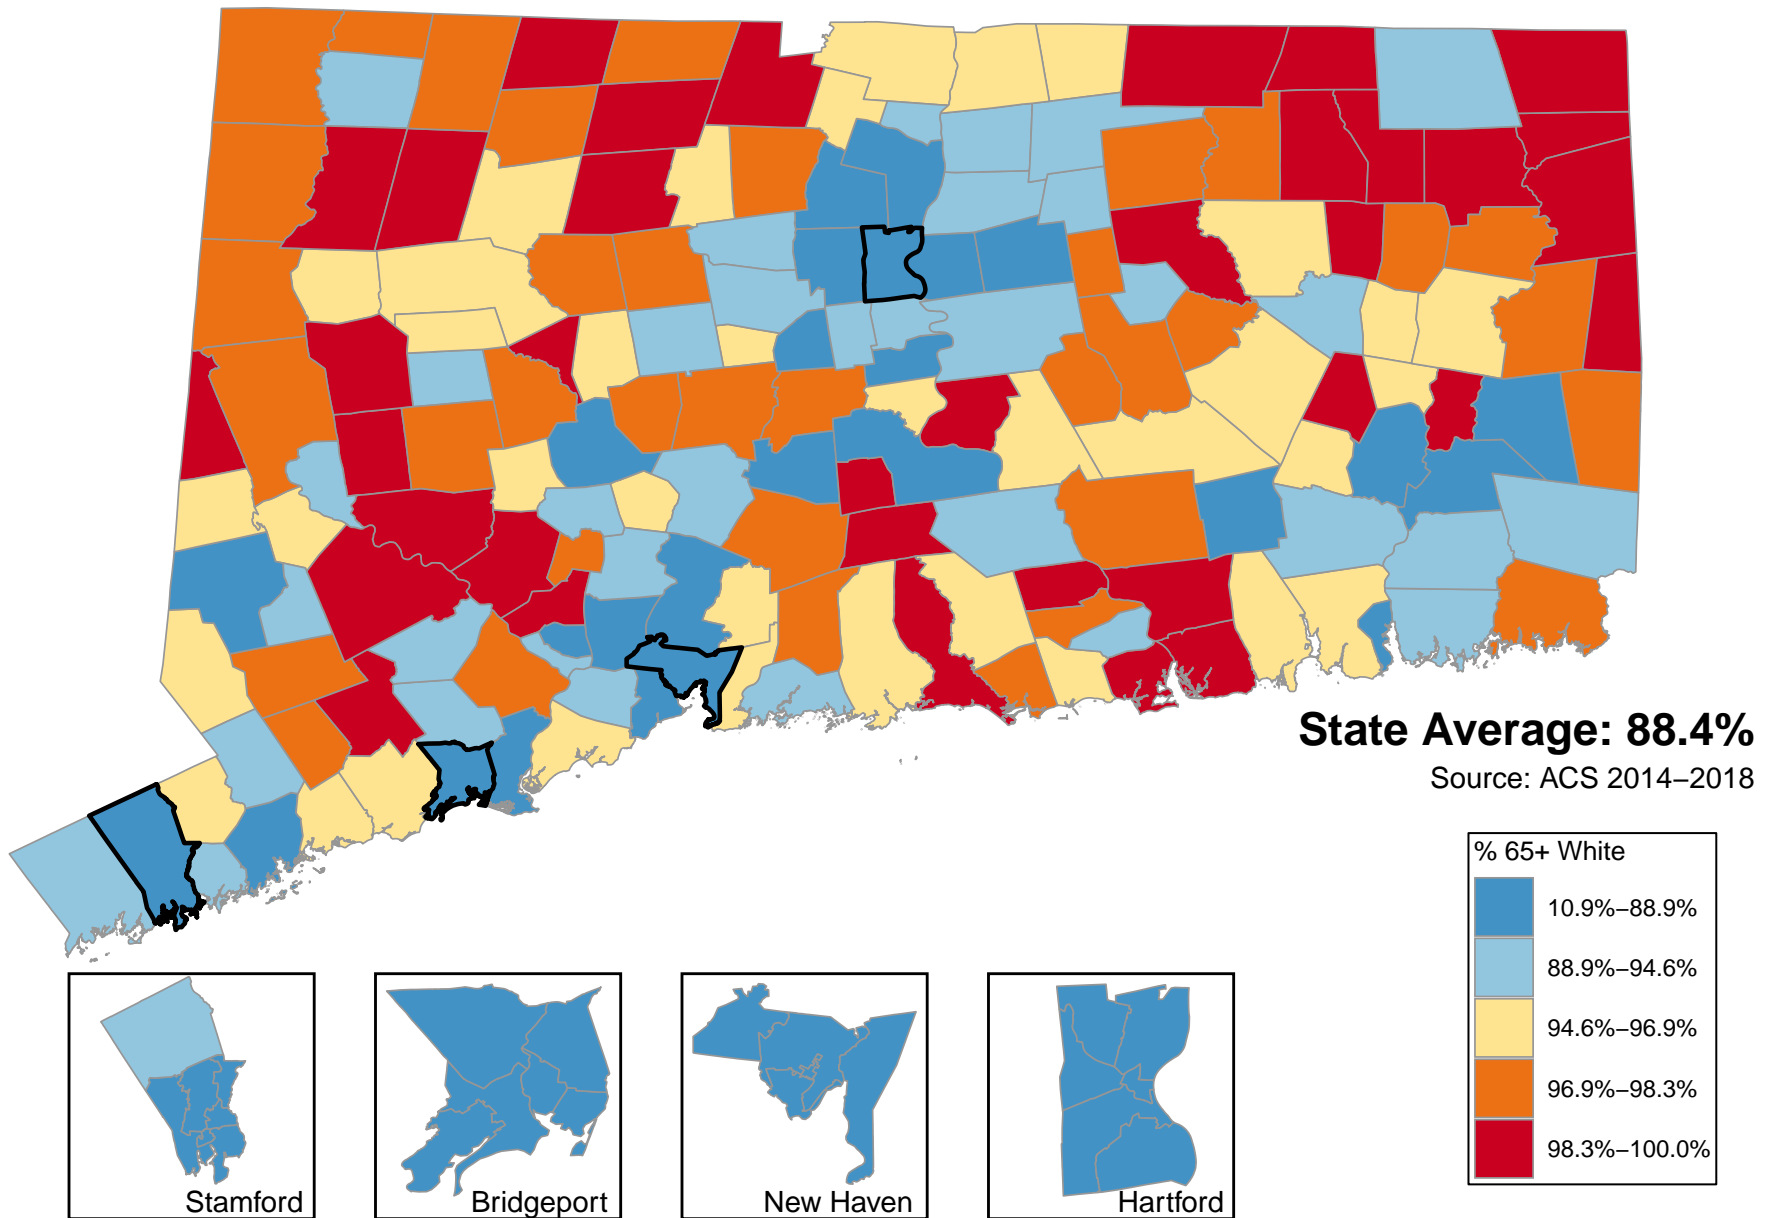 State Average: 88.4%
Source: ACS 2014–2018
% 65+ White
10.9%–88.9%
88.9%–94.6%
94.6%–96.9%
96.9%–98.3%
98.3%–100.0%
Stamford
Bridgeport
New Haven
Hartford